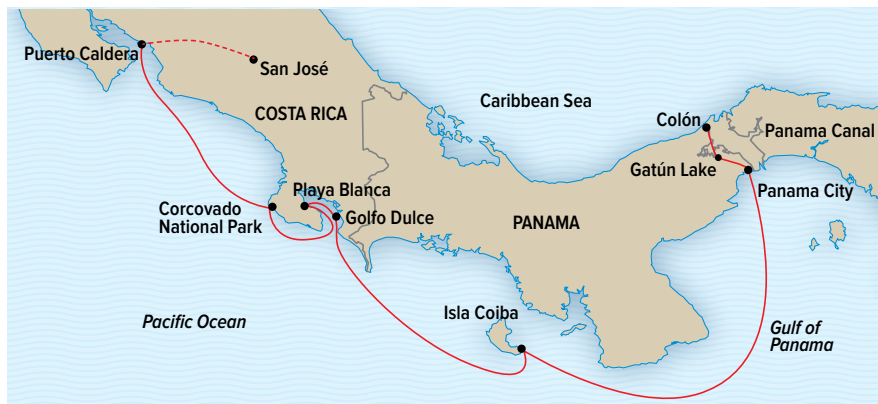 Puerto Caldera
San José
COSTA RICA
Caribbean Sea
Colón
Panama Canal
Gatún Lake
Panama City
Playa Blanca
Corcovado
National Park
Golfo Dulce
PANAMA
Isla Coiba
Pacific Ocean
Gulf of
Panama